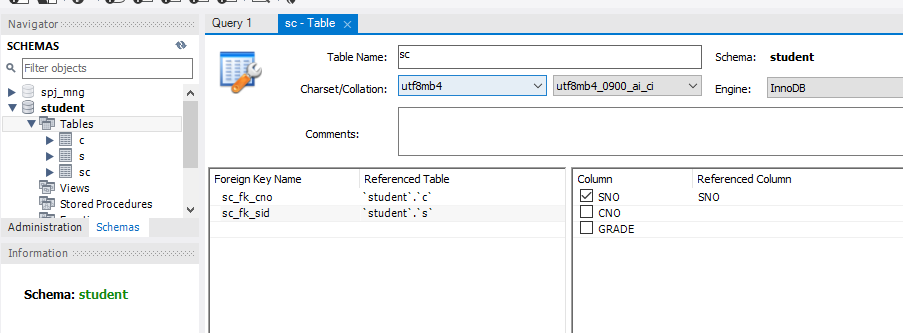 Navigator
SCHEMAS
Filter objects
spj_mng
student
Tables
c
s
sc
Views
Stored Procedures
Administration Schemas
Information
Schema: student
Query 1 sc - Table
Table Name: sc Schema: student
Charset/Collation: utf8mb4 utf8mb4_0900_ai_ci Engine: InnoDB
Comments:
Foreign Key Name Referenced Table
sc_fk_cno `student`.`c`
sc_fk_sid `student`.`s`
Column Referenced Column
SNO SNO
CNO
GRADE